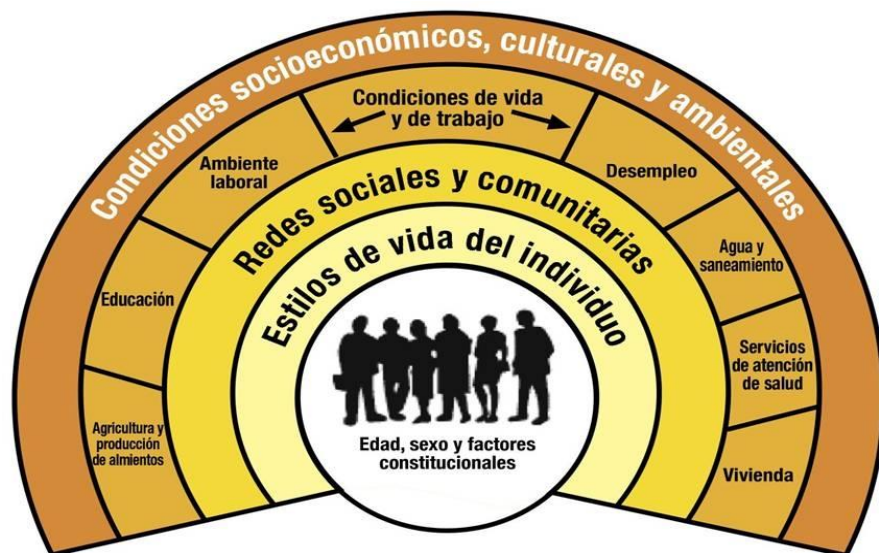 Condiciones socioeconómicos, culturales y ambientales
Condiciones de vida
y de trabajo
Ambiente
laboral
Desempleo
Educación
Agua y
saneamiento
Agricultura y
producción
de almientos
Servicios
de atención
de salud
Vivienda
Redes sociales y comunitarias
Estilos de vida del individuo
Edad, sexo y factores
constitucionales